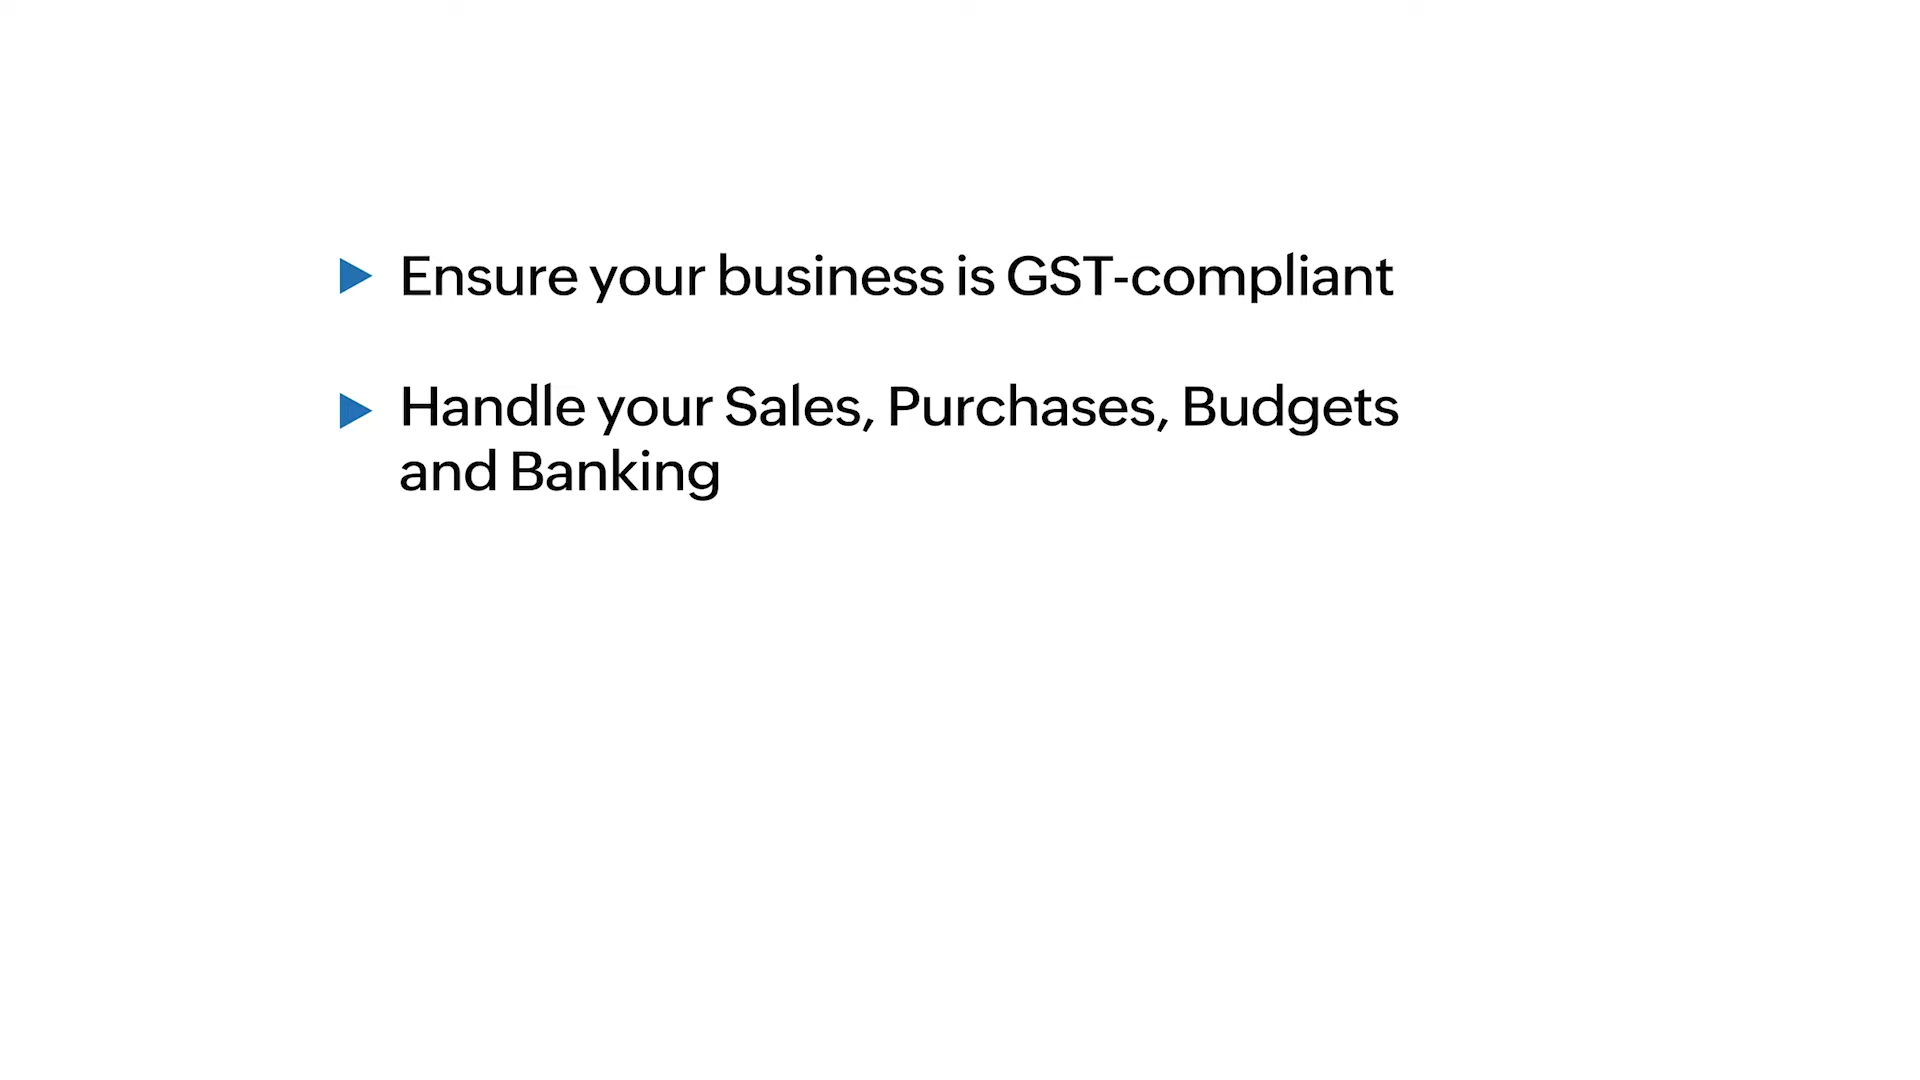 Ensure your business is GST-compliant
Handle your Sales, Purchases, Budgets
and Banking